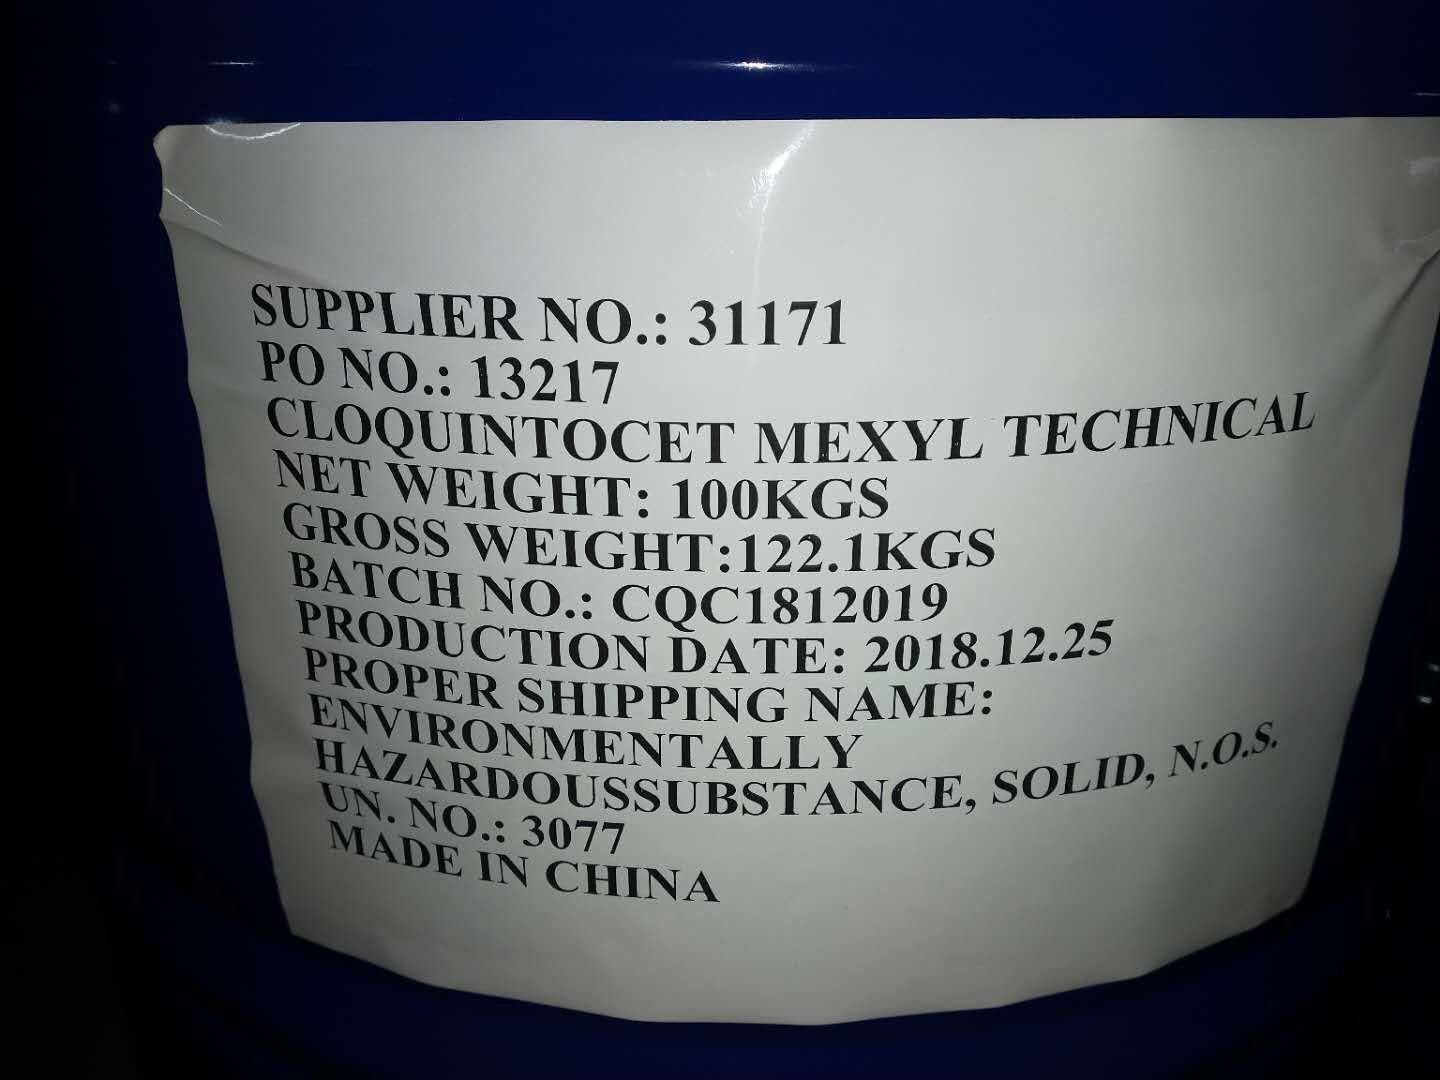 SUPPLIER NO.: 31171
PO NO.: 13217
CLOQUINTOCET MEXYL TECHNICAL
NET WEIGHT: 100KGS
GROSS WEIGHT:122.1KGS
BATCH NO.: CQC1812019
PRODUCTION DATE: 2018.12.25
PROPER SHIPPING NAME:
ENVIRONMENTALLY
HAZARDOUSSUBSTANCE, SOLID, N.O.S.
UN. NO.: 3077
MADE IN CHINA